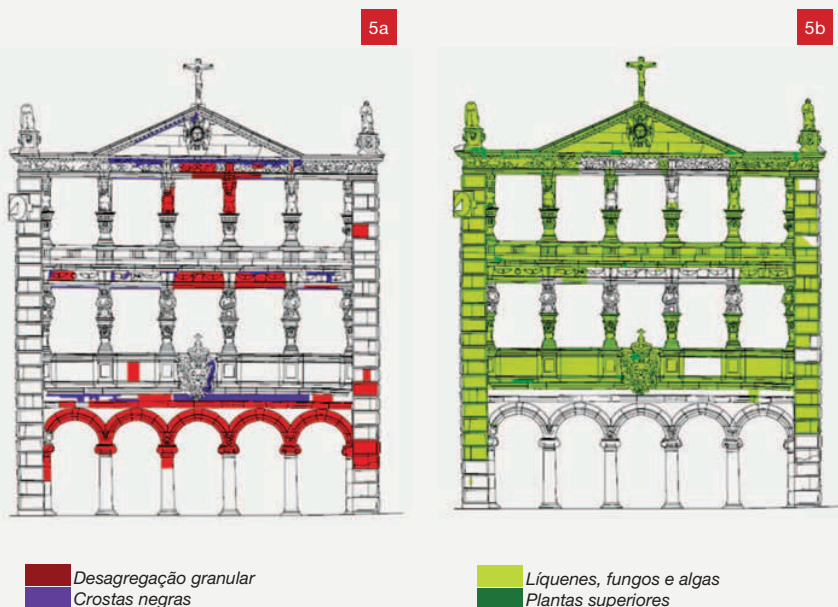 5a
5b
Desagregação granular
Crostas negras
Líquenes, fungos e algas
Plantas superiores